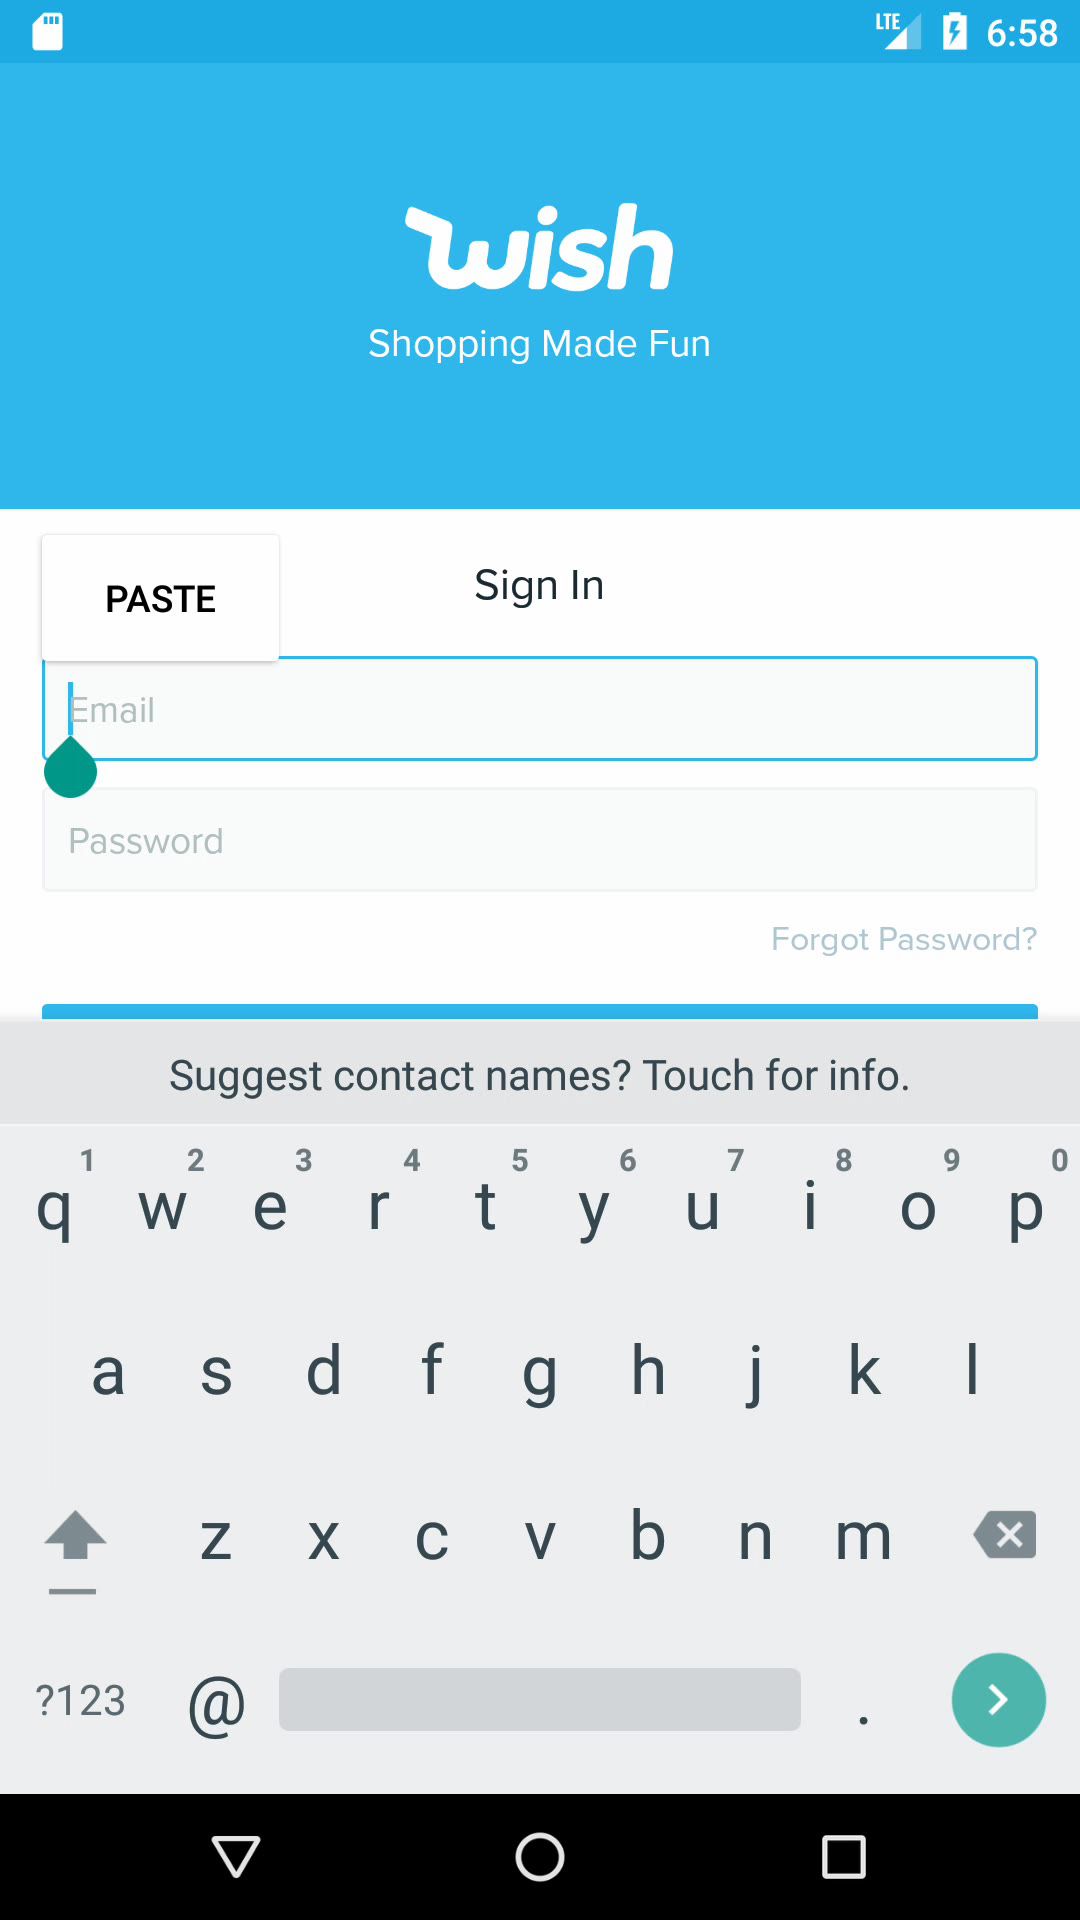 LTE 6:58
wish
Shopping Made Fun
PASTE
Sign In
Email
Password
Forgot Password?
Suggest contact names? Touch for info.
1 2 3 4 5 6 7 8 9 0
q w e r t y u i o p
a s d f g h j k l
z x c v b n m
?123 @ .